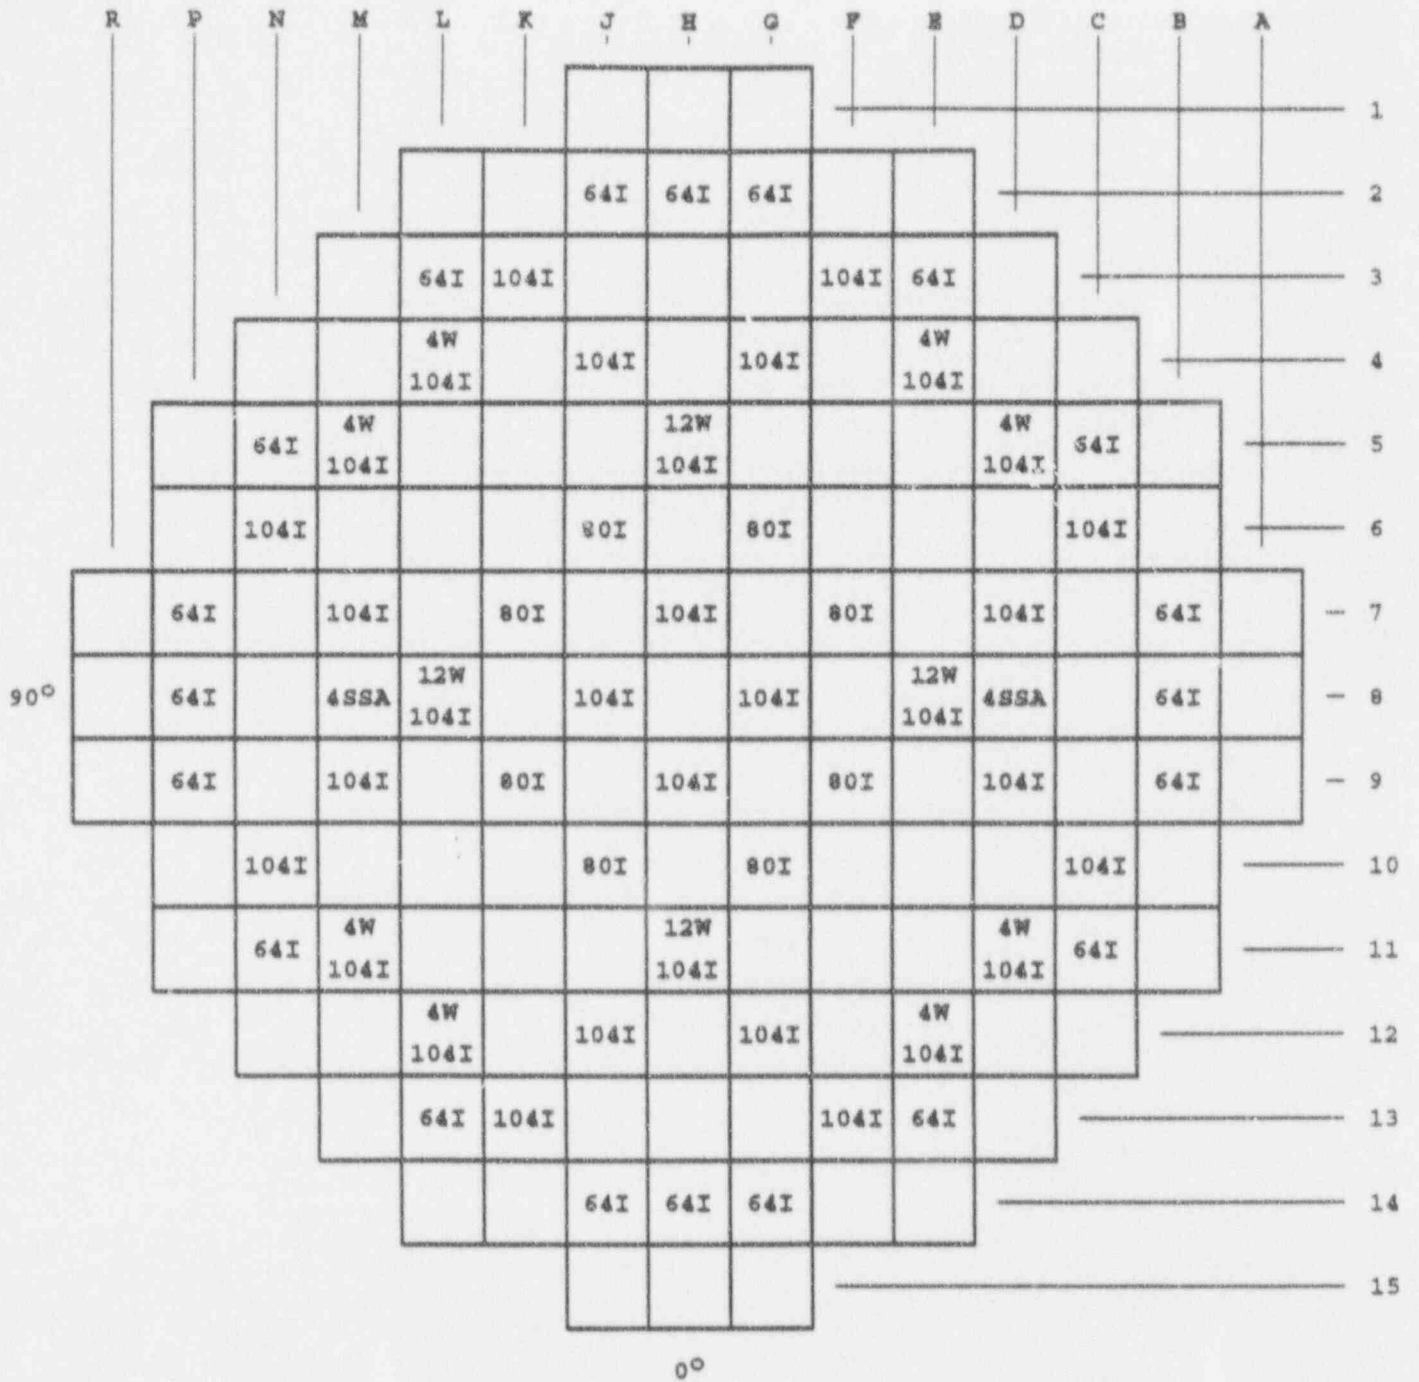 R P N M L K J H G F E D C B A
1
64I 64I 64I 2
64I 104I 104I 64I 3
4W 4W
104I 104I 4
104I 104I
12W
4W 4W
64I 64I 5
104I 104I 104I
104I 80I 80I 104I 6
64I 104I 80I 104I 80I 104I 64I 7
12W 12W
90° 64I 4SSA 104I 104I 4SSA 64I 8
104I 104I
64I 104I 80I 104I 80I 104I 64I 9
104I 80I 80I 104I 10
4W 12W 4W
64I 64I 11
104I 104I 104I
4W 4W
104I 104I 12
104I 104I
64I 104I 104I 64I 13
64I 64I 64I 14
15
0°